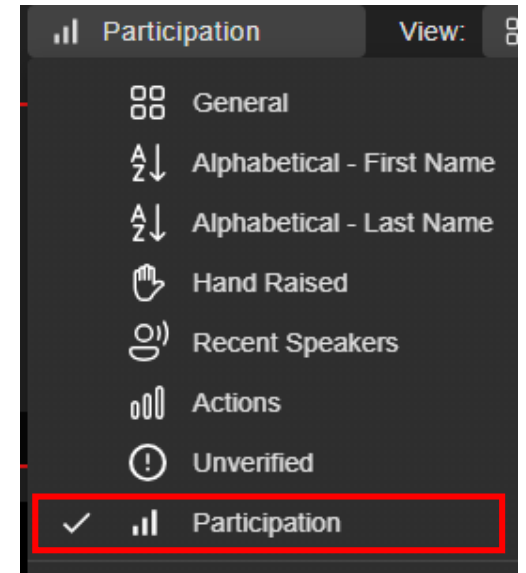 Participation View:
General
Alphabetical - First Name
Alphabetical - Last Name
Hand Raised
Recent Speakers
Actions
Unverified
Participation